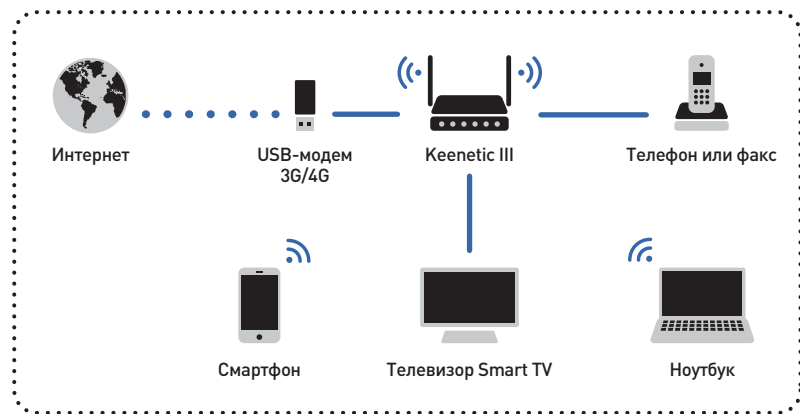 Интернет
USB-модем
3G/4G
Keenetic III
Телефон или факс
Смартфон
Телевизор Smart TV
Ноутбук